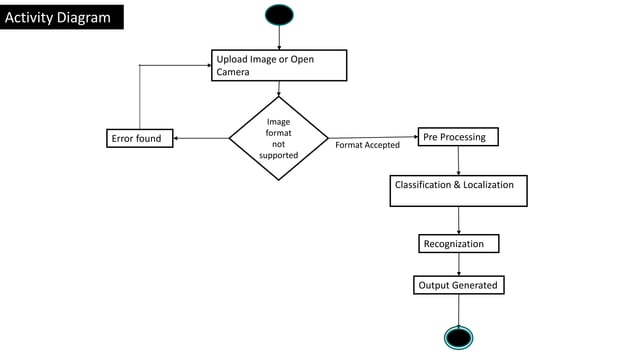 Activity Diagram
Upload Image or Open
Camera
Image
format
not
supported
Error found
Format Accepted
Pre Processing
Classification & Localization
Recognization
Output Generated